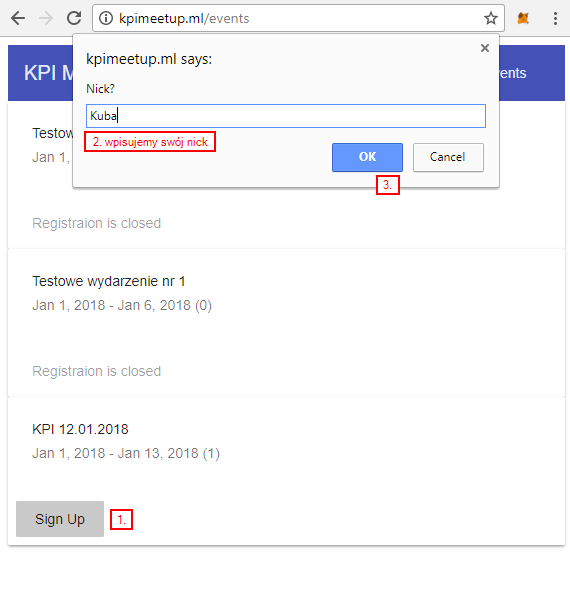 kpimeetup.ml/events
kpimeetup.ml says:
Nick?
Kuba
2. wpisujemy swój nick
OK
Cancel
3.
KPI M
vents
Testow
Jan 1,
Registraion is closed
Testowe wydarzenie nr 1
Jan 1, 2018 - Jan 6, 2018 (0)
Registraion is closed
KPI 12.01.2018
Jan 1, 2018 - Jan 13, 2018 (1)
Sign Up
1.